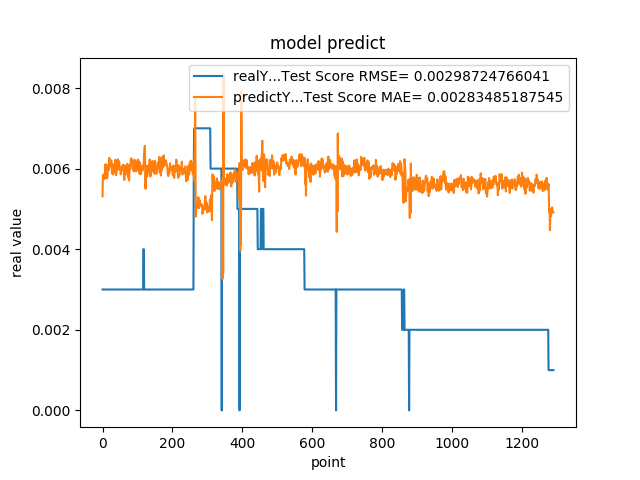 model predict
realY...Test Score RMSE= 0.00298724766041
predictY...Test Score MAE= 0.00283485187545
0.008
0.006
0.004
0.002
0.000
real value
0 200 400 600 800 1000 1200
point